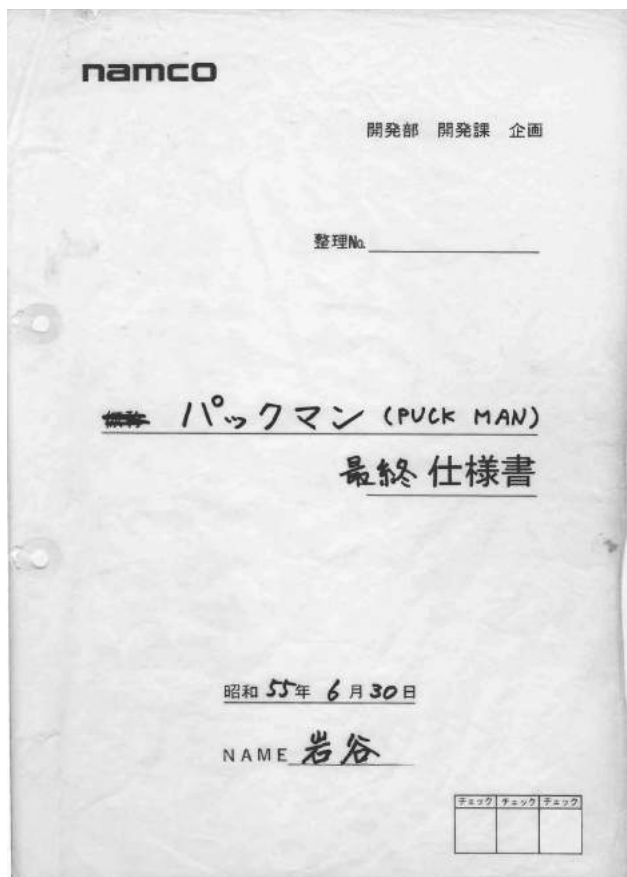 namco
開発部 開発課 企画
整理No.
パックマン (PUCK MAN)
最終 仕様書
昭和 55年 6月 30日
NAME 岩谷
チェック チェック チェック